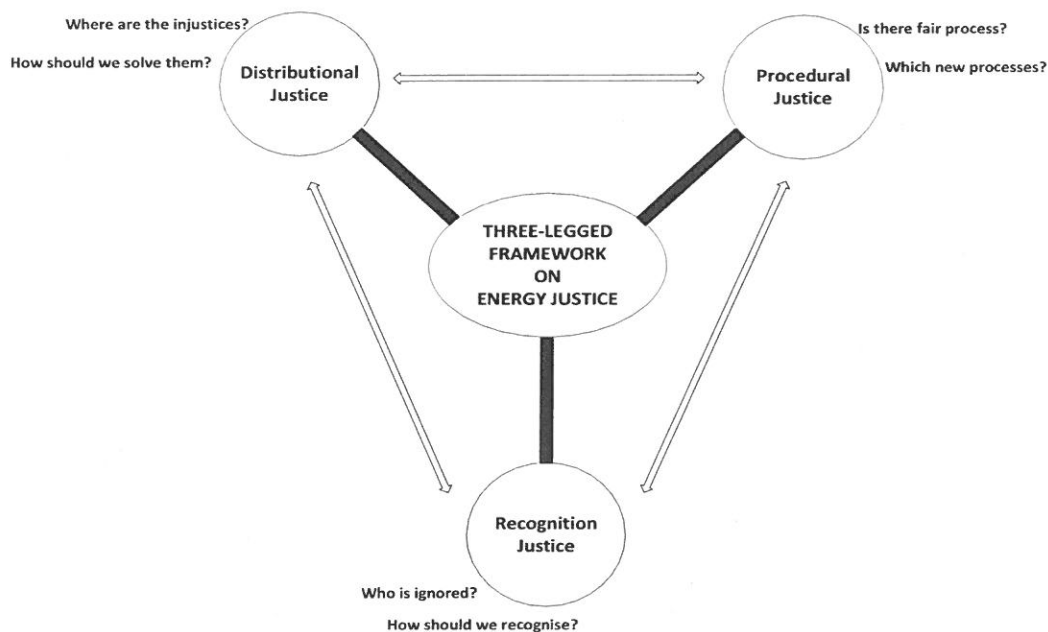 Where are the injustices?
How should we solve them?
Distributional
Justice
Is there fair process?
Which new processes?
Procedural
Justice
THREE-LEGGED
FRAMEWORK
ON
ENERGY JUSTICE
Recognition
Justice
Who is ignored?
How should we recognise?